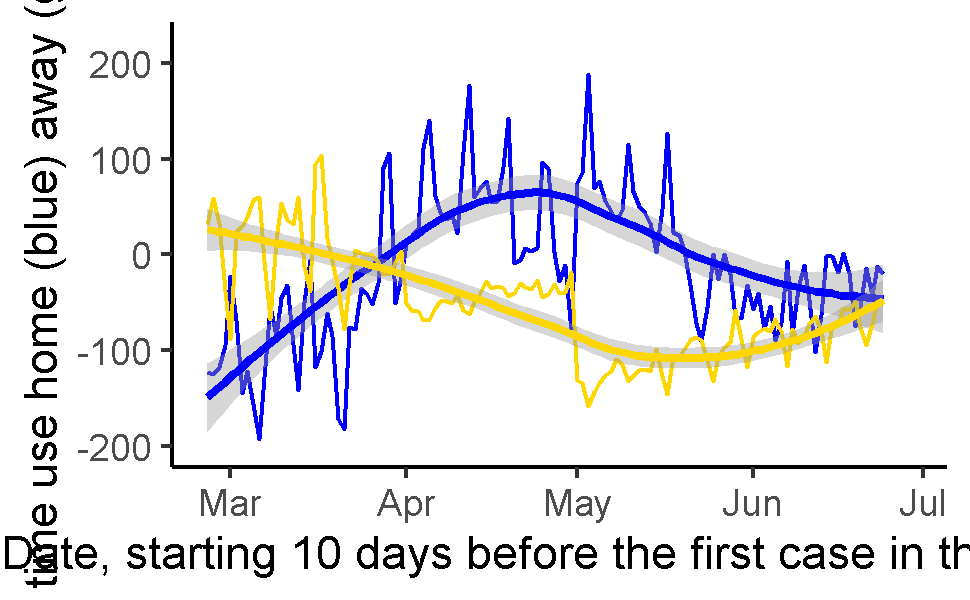 time use home (blue) away (
200
100
0
-100
-200
Mar Apr May Jun Jul
Date, starting 10 days before the first case in th